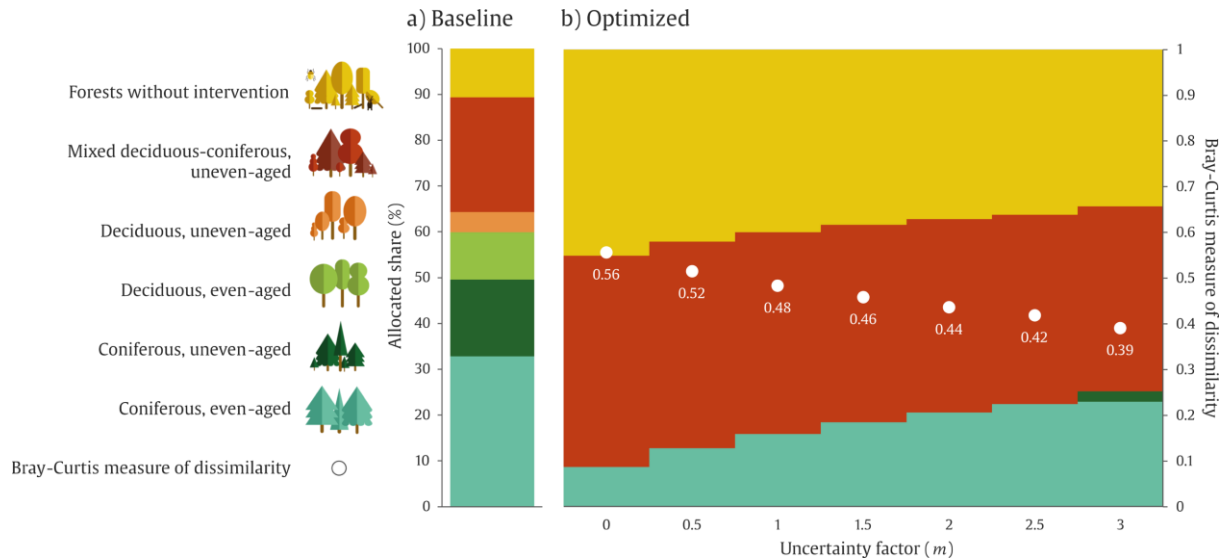 a) Baseline
b) Optimized
Forests without intervention
Mixed deciduous-coniferous,
uneven-aged
Deciduous, uneven-aged
Deciduous, even-aged
Coniferous, uneven-aged
Coniferous, even-aged
Bray-Curtis measure of dissimilarity
Allocated share (%)
100
90
80
70
60
50
40
30
20
10
0
0.56
0.52
0.48
0.46
0.44
0.42
0.39
0
0.5
1
1.5
2
2.5
3
Uncertainty factor (m)
1
0.9
0.8
0.7
0.6
0.5
0.4
0.3
0.2
0.1
0
Bray-Curtis measure of dissimilarity